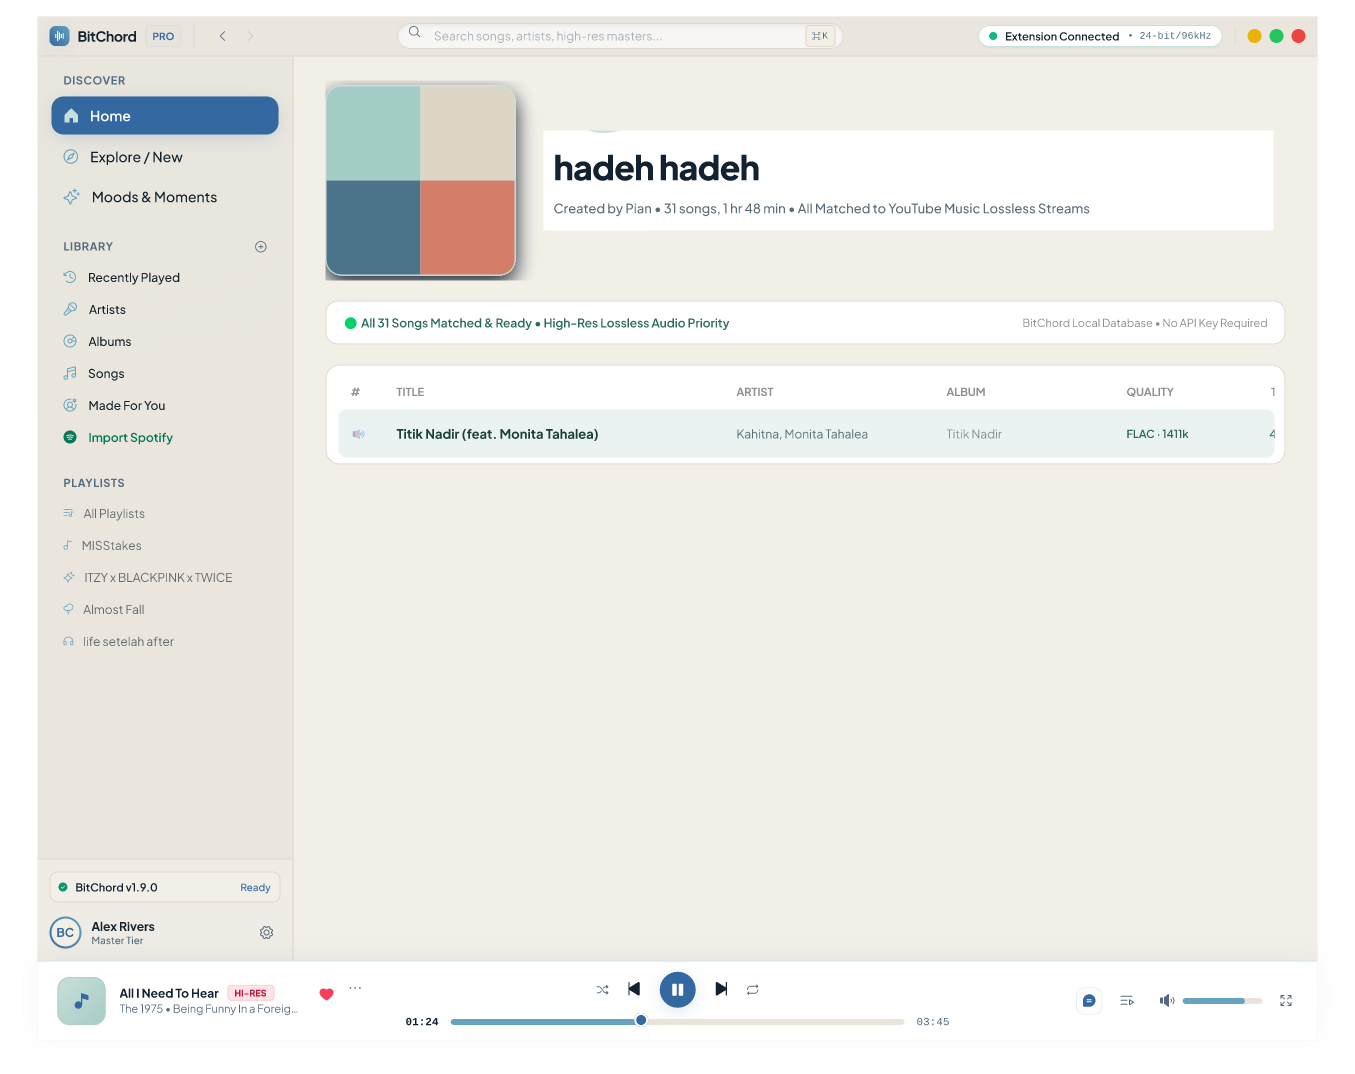 BitChord PRO
Search songs, artists, high-res masters...
⌘K
Extension Connected • 24-bit/96kHz
DISCOVER
Home
Explore / New
Moods & Moments
LIBRARY
Recently Played
Artists
Albums
Songs
Made For You
Import Spotify
PLAYLISTS
All Playlists
MISStakes
ITZY x BLACKPINK x TWICE
Almost Fall
life setelah after
BitChord v1.9.0 Ready
BC
Alex Rivers
Master Tier
hadeh hadeh
Created by Pian • 31 songs, 1 hr 48 min • All Matched to YouTube Music Lossless Streams
All 31 Songs Matched & Ready • High-Res Lossless Audio Priority
BitChord Local Database • No API Key Required
# TITLE ARTIST ALBUM QUALITY
Titik Nadir (feat. Monita Tahalea) Kahitna, Monita Tahalea Titik Nadir FLAC · 1411k
All I Need To Hear HI-RES
The 1975 • Being Funny In a Foreig...
01:24
03:45